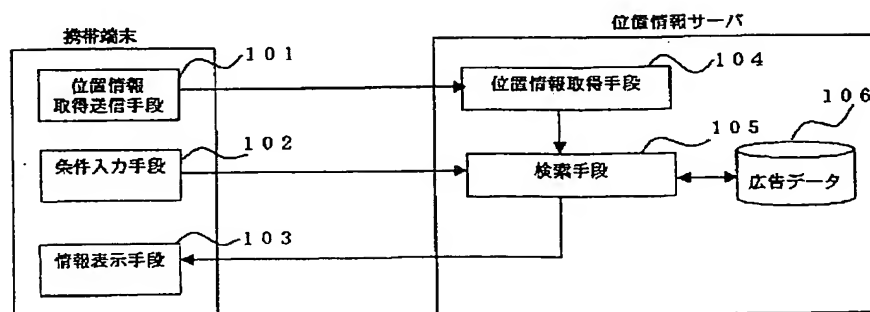 携帯端末
101
位置情報
取得送信手段
102
条件入力手段
103
情報表示手段
位置情報サーバ
104
位置情報取得手段
105
検索手段
106
広告データ